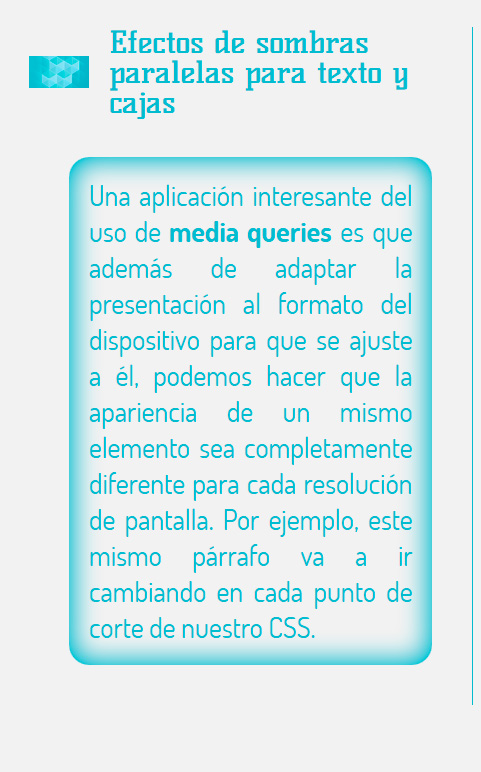 Efectos de sombras
paralelas para texto y
cajas
Una aplicación interesante del
uso de media queries es que
además de adaptar la
presentación al formato del
dispositivo para que se ajuste
a él, podemos hacer que la
apariencia de un mismo
elemento sea completamente
diferente para cada resolución
de pantalla. Por ejemplo, este
mismo párrafo va a ir
cambiando en cada punto de
corte de nuestro CSS.